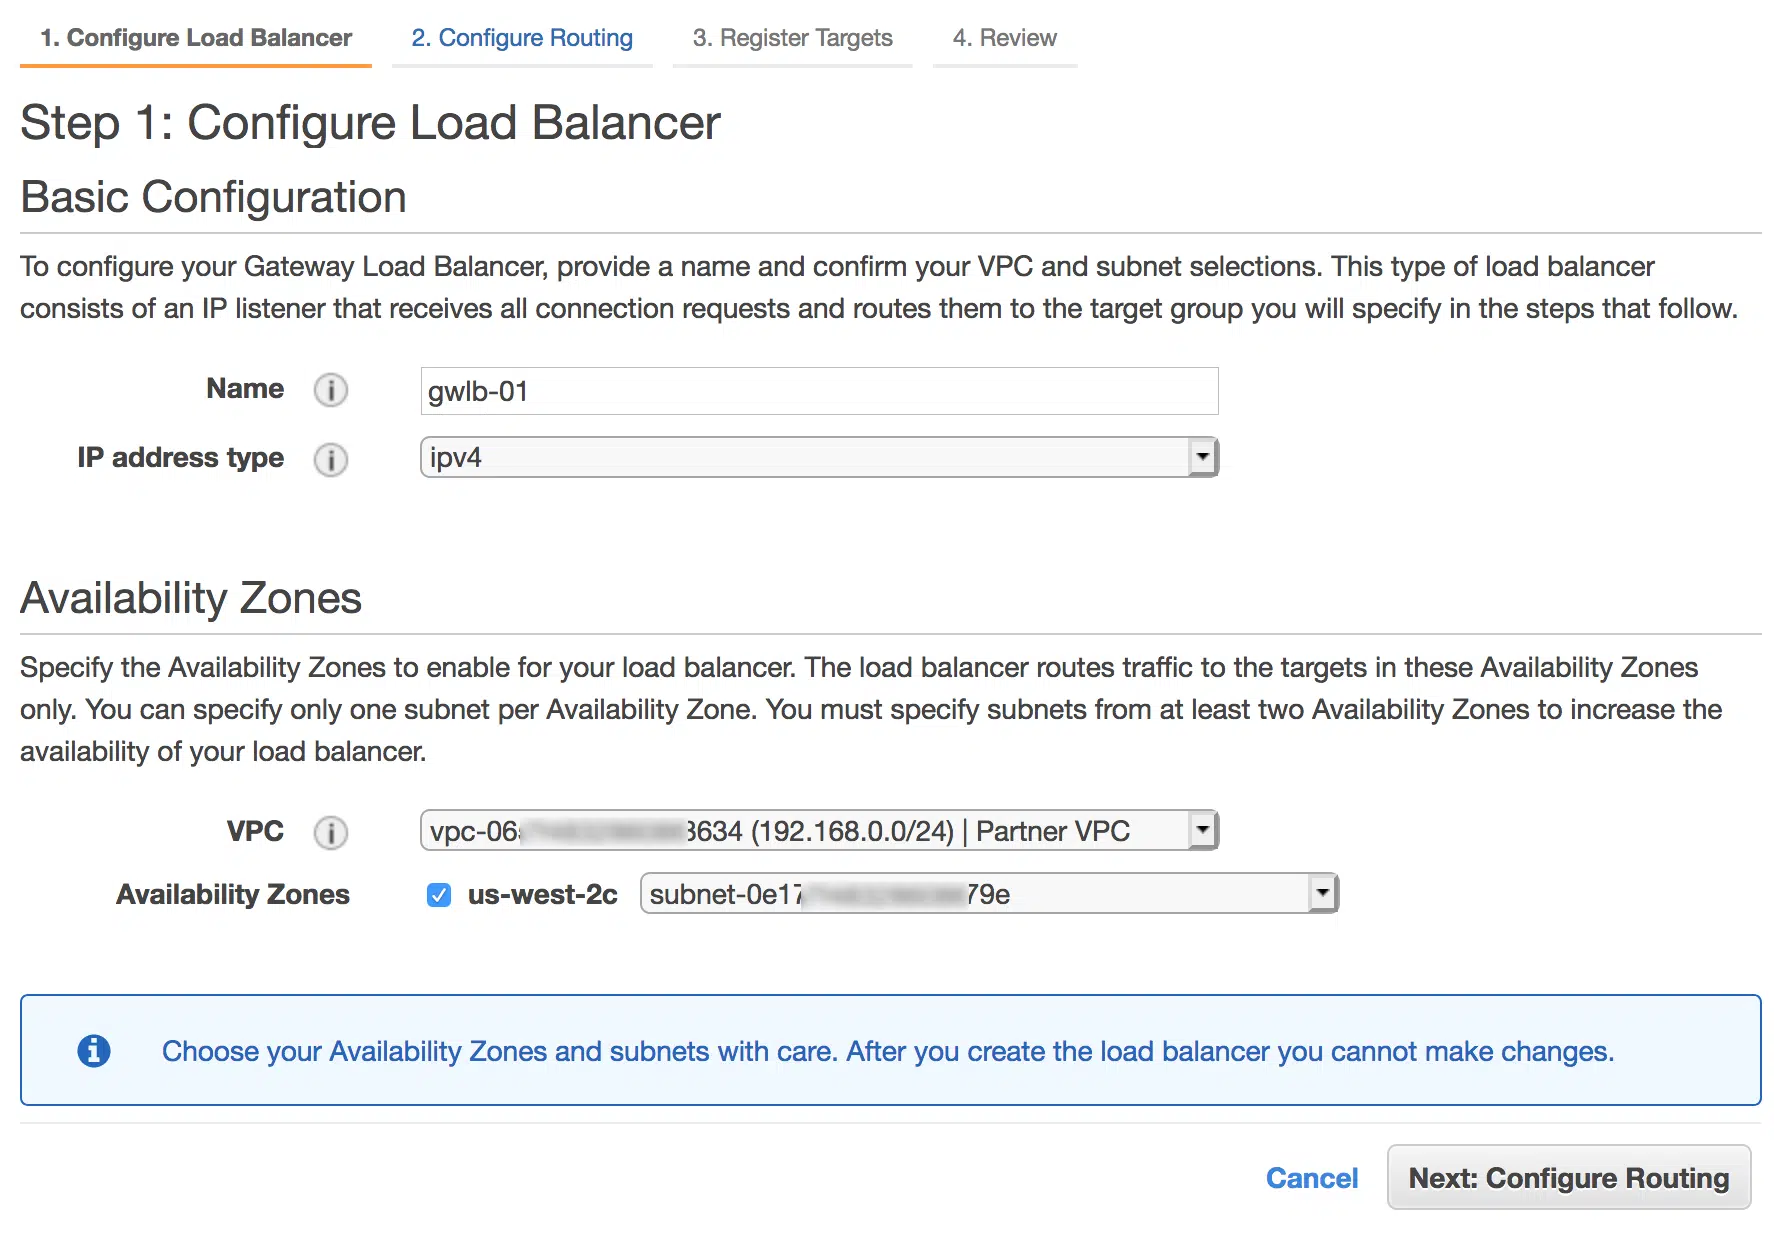 1. Configure Load Balancer 2. Configure Routing 3. Register Targets 4. Review
Step 1: Configure Load Balancer
Basic Configuration
To configure your Gateway Load Balancer, provide a name and confirm your VPC and subnet selections. This type of load balancer
consists of an IP listener that receives all connection requests and routes them to the target group you will specify in the steps that follow.
Name gwlb-01
IP address type ipv4
Availability Zones
Specify the Availability Zones to enable for your load balancer. The load balancer routes traffic to the targets in these Availability Zones
only. You can specify only one subnet per Availability Zone. You must specify subnets from at least two Availability Zones to increase the
availability of your load balancer.
VPC vpc-06 3634 (192.168.0.0/24) | Partner VPC
Availability Zones us-west-2c subnet-0e17 79e
Choose your Availability Zones and subnets with care. After you create the load balancer you cannot make changes.
Cancel Next: Configure Routing